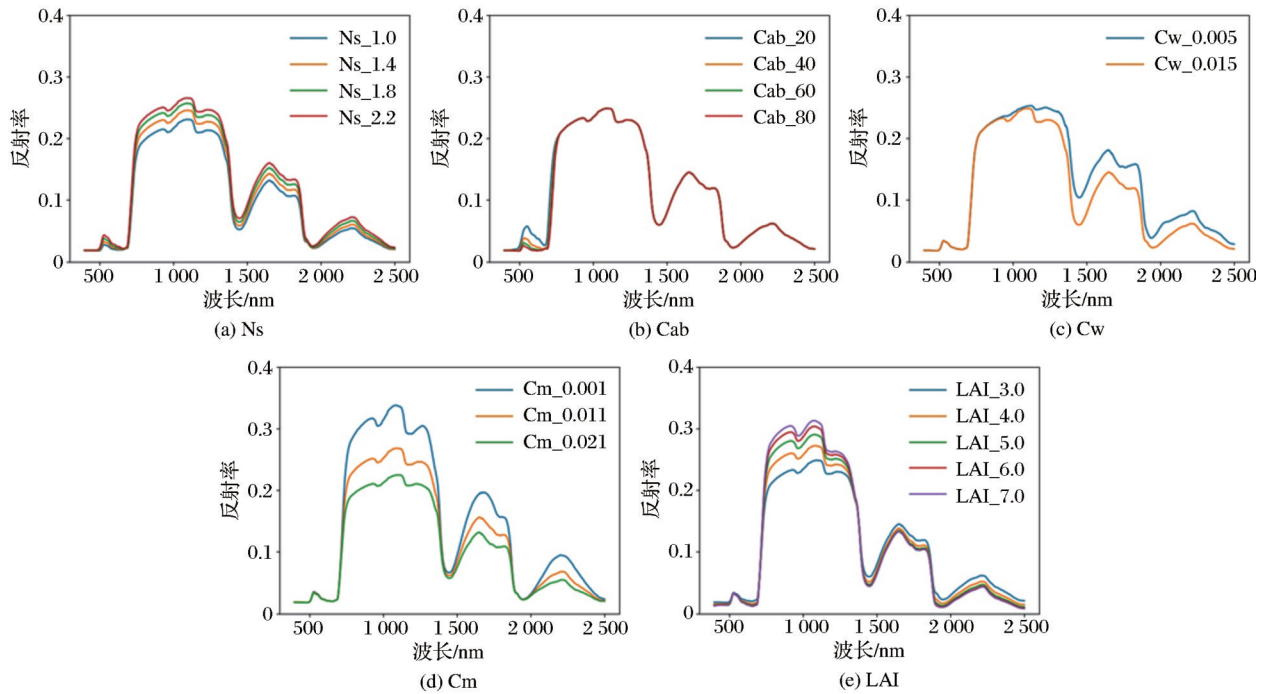 0.4
0.3
0.2
0.1
0
反射率
Ns_1.0
Ns_1.4
Ns_1.8
Ns_2.2
500 1 000 1 500 2 000 2 500
波长/nm
(a) Ns
0.4
0.3
0.2
0.1
0
反射率
Cab_20
Cab_40
Cab_60
Cab_80
500 1 000 1 500 2 000 2 500
波长/nm
(b) Cab
0.4
0.3
0.2
0.1
0
反射率
Cw_0.005
Cw_0.015
500 1 000 1 500 2 000 2 500
波长/nm
(c) Cw
0.4
0.3
0.2
0.1
0
反射率
Cm_0.001
Cm_0.011
Cm_0.021
500 1 000 1 500 2 000 2 500
波长/nm
(d) Cm
0.4
0.3
0.2
0.1
0
反射率
LAI_3.0
LAI_4.0
LAI_5.0
LAI_6.0
LAI_7.0
500 1 000 1 500 2 000 2 500
波长/nm
(e) LAI